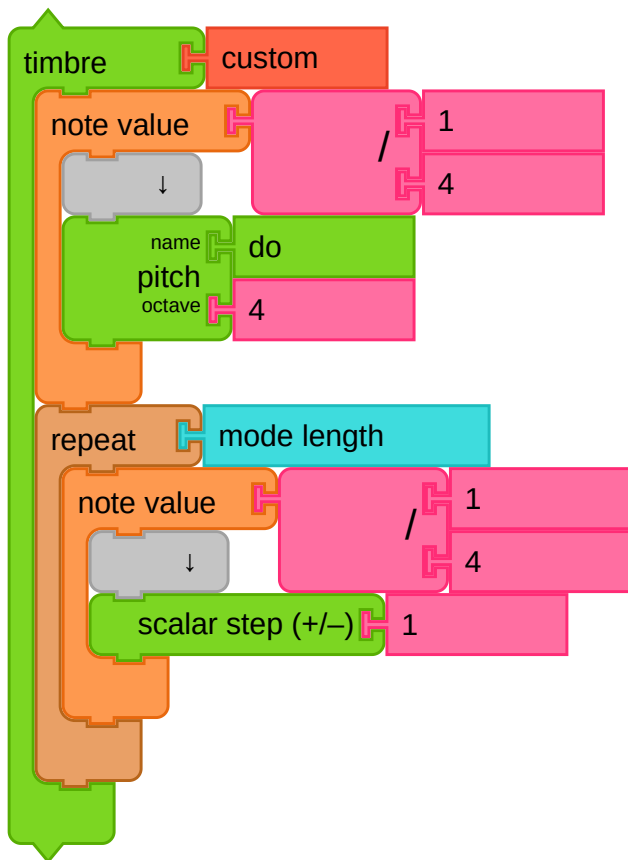 timbre custom
note value / 1
4
↓
name do
pitch
octave 4
repeat mode length
note value / 1
4
↓
scalar step (+/–) 1